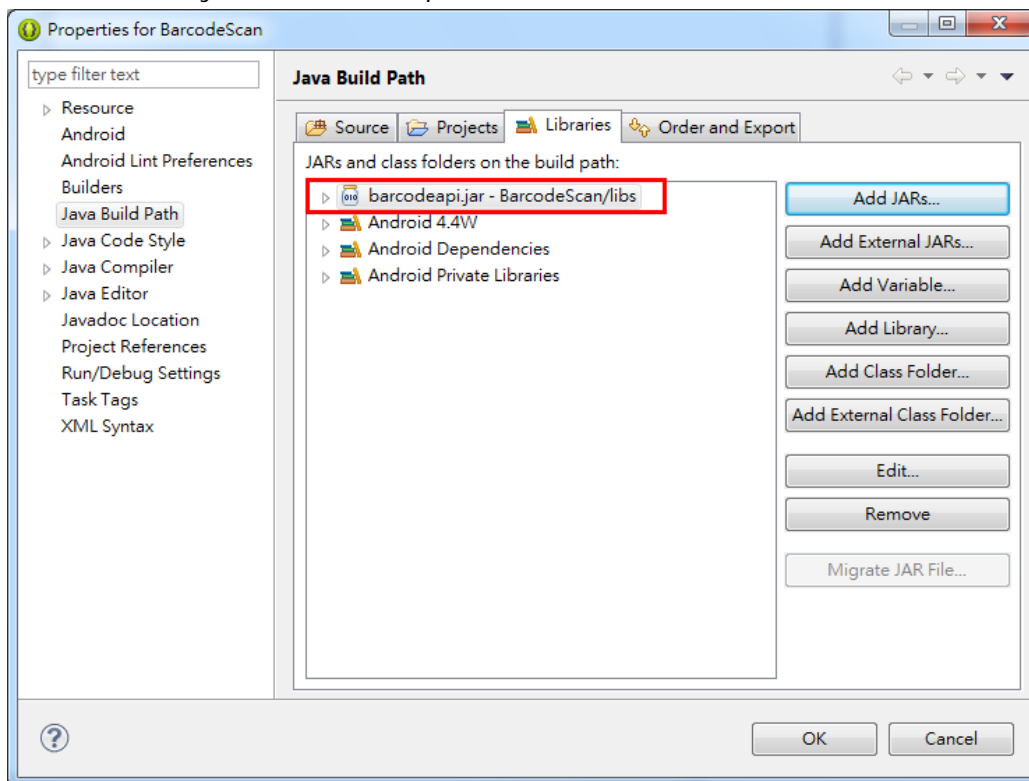 Properties for BarcodeScan
type filter text
Resource
Android
Android Lint Preferences
Builders
Java Build Path
Java Code Style
Java Compiler
Java Editor
Javadoc Location
Project References
Run/Debug Settings
Task Tags
XML Syntax
Java Build Path
Source Projects Libraries Order and Export
JARs and class folders on the build path:
barcodeapi.jar - BarcodeScan/libs
Android 4.4W
Android Dependencies
Android Private Libraries
Add JARs...
Add External JARs...
Add Variable...
Add Library...
Add Class Folder...
Add External Class Folder...
Edit...
Remove
Migrate JAR File...
OK Cancel